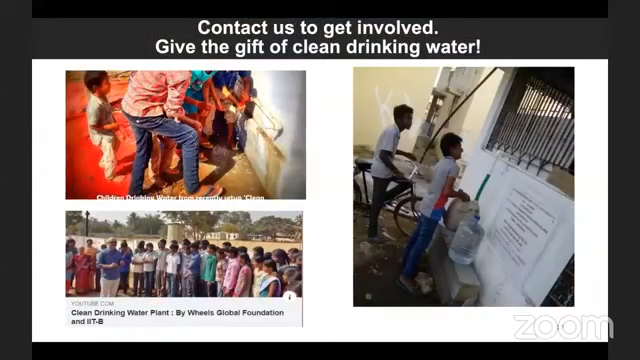 Contact us to get involved.
Give the gift of clean drinking water!
Children Drinking Water from recently setup 'Clean
YOUTUBE.COM
Clean Drinking Water Plant : By Wheels Global Foundation
and IIT-B
zoom